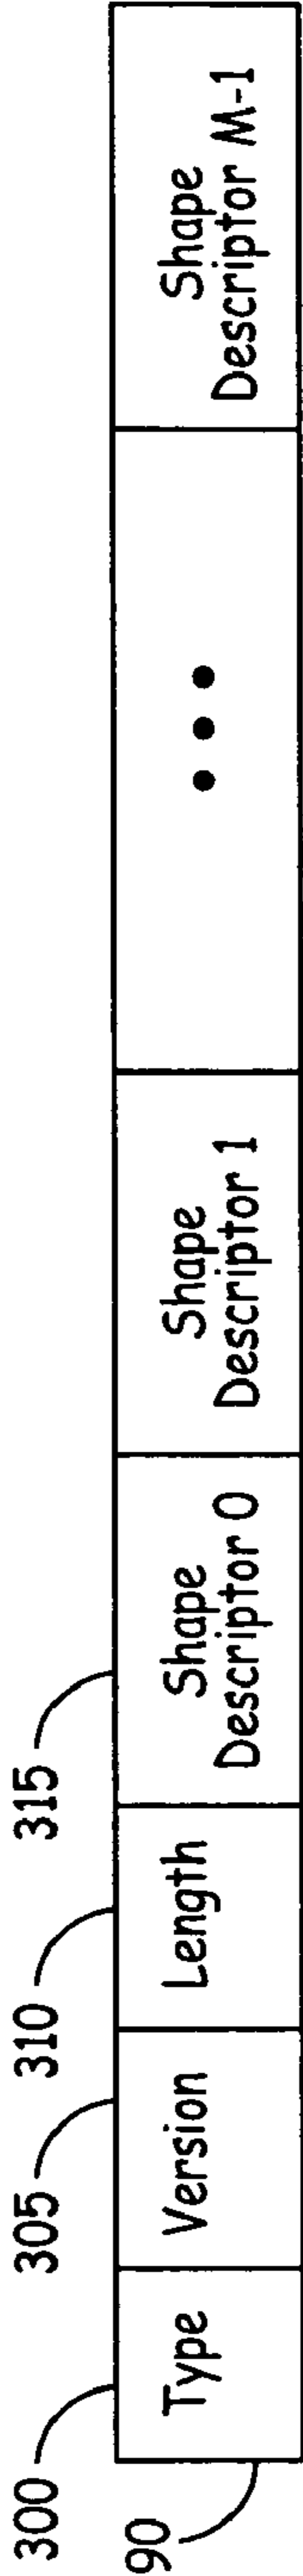 300
305
310
315
90
Type
Version
Length
Shape
Descriptor 0
Shape
Descriptor 1
• • •
Shape
Descriptor M-1